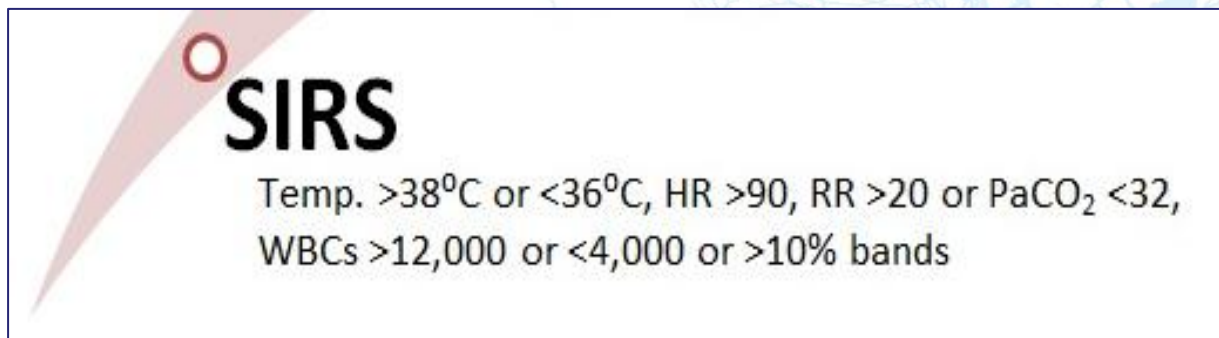 SIRS
Temp. >38⁰C or <36⁰C, HR >90, RR >20 or PaCO₂ <32,
WBCs >12,000 or <4,000 or >10% bands